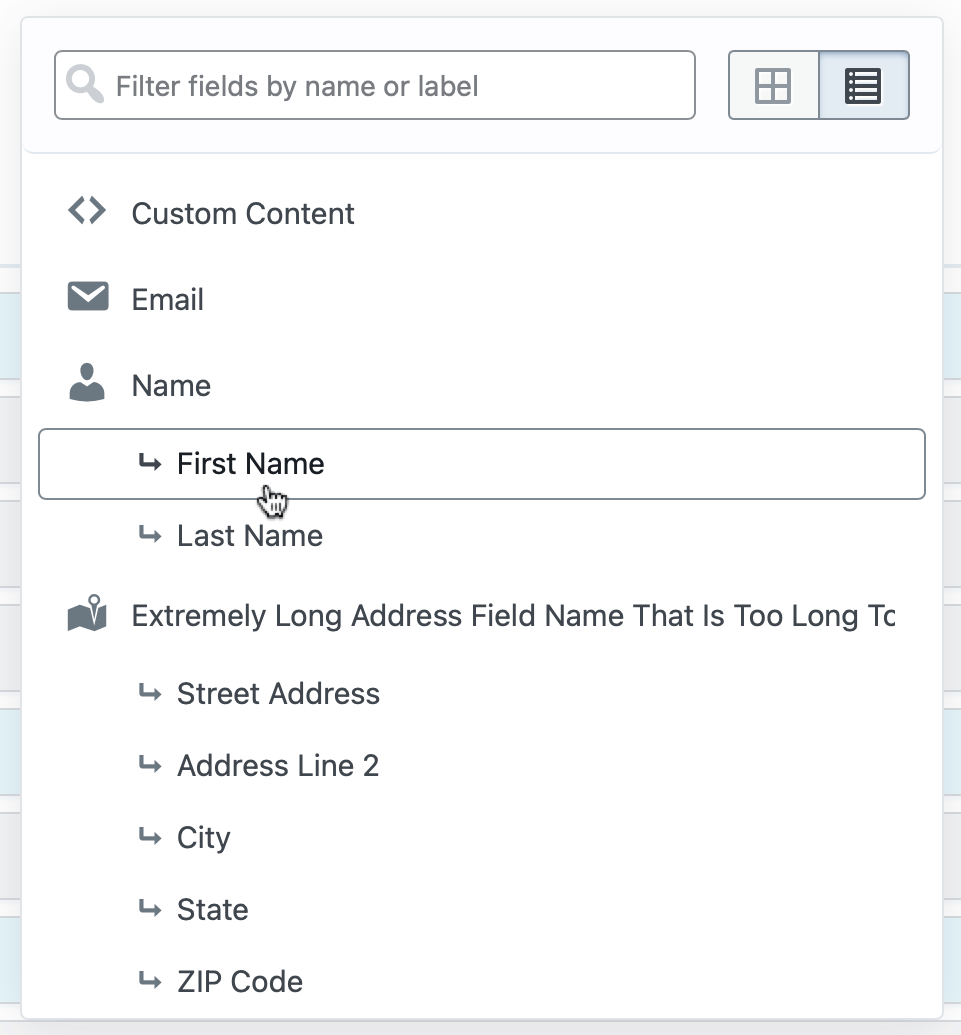 Filter fields by name or label
Custom Content
Email
Name
First Name
Last Name
Extremely Long Address Field Name That Is Too Long To
Street Address
Address Line 2
City
State
ZIP Code